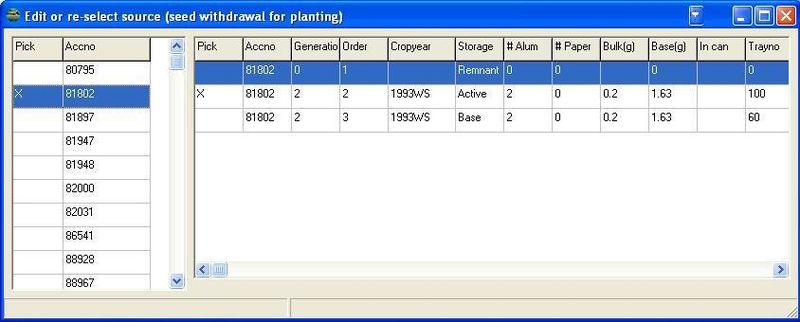 Edit or re-select source (seed withdrawal for planting)
Pick Accno
80795
X 81802
81897
81947
81948
82000
82031
86541
88928
88967
Pick Accno Generatio Order Cropyear Storage # Alum # Paper Bulk(g) Base(g) In can Trayno
81802 0 1 Remnant 0 0 0 0
X 81802 2 2 1993WS Active 2 0 0.2 1.63 100
81802 2 3 1993WS Base 2 0 0.2 1.63 60